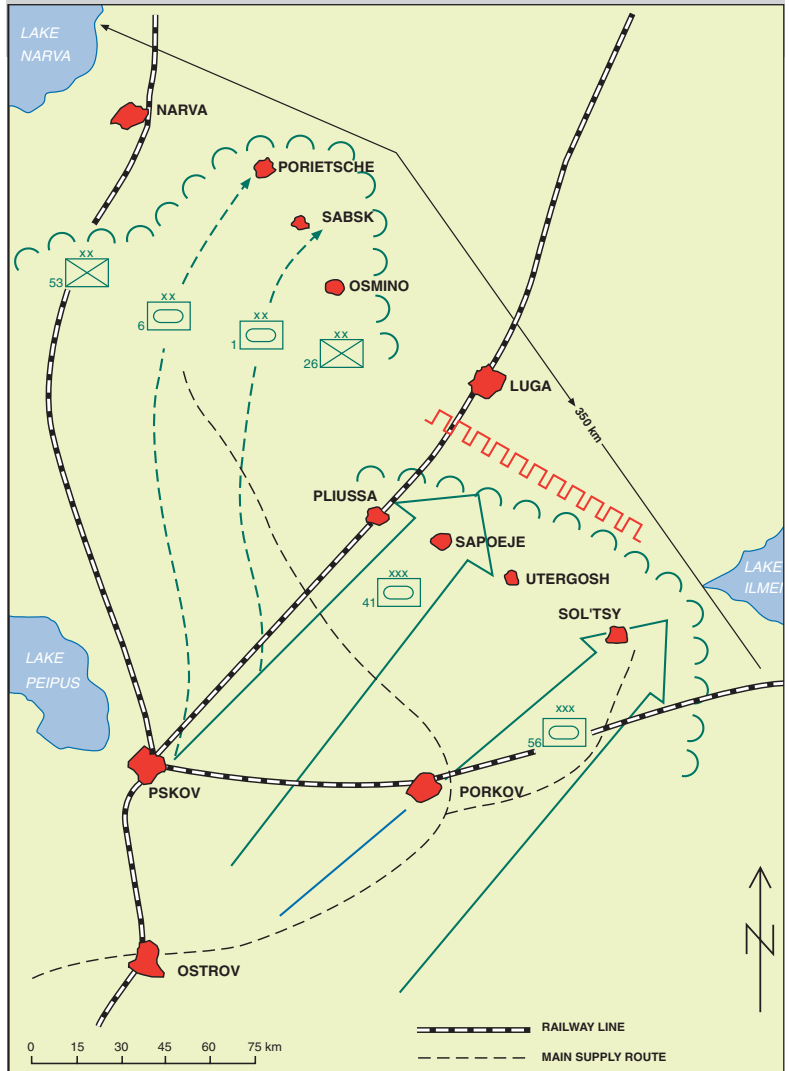 LAKE
NARVA
NARVA
PORIETSCHE
SABSK
xx
53
OSMINO
xx
6
xx
1
xx
26
LUGA
350 km
PLIUSSA
SAPOEJE
LAKE
ILMEN
UTERGOSH
xxx
41
SOL'TSY
LAKE
PEIPUS
xxx
56
PSKOV
PORKOV
N
OSTROV
RAILWAY LINE
0 15 30 45 60 75 km
MAIN SUPPLY ROUTE